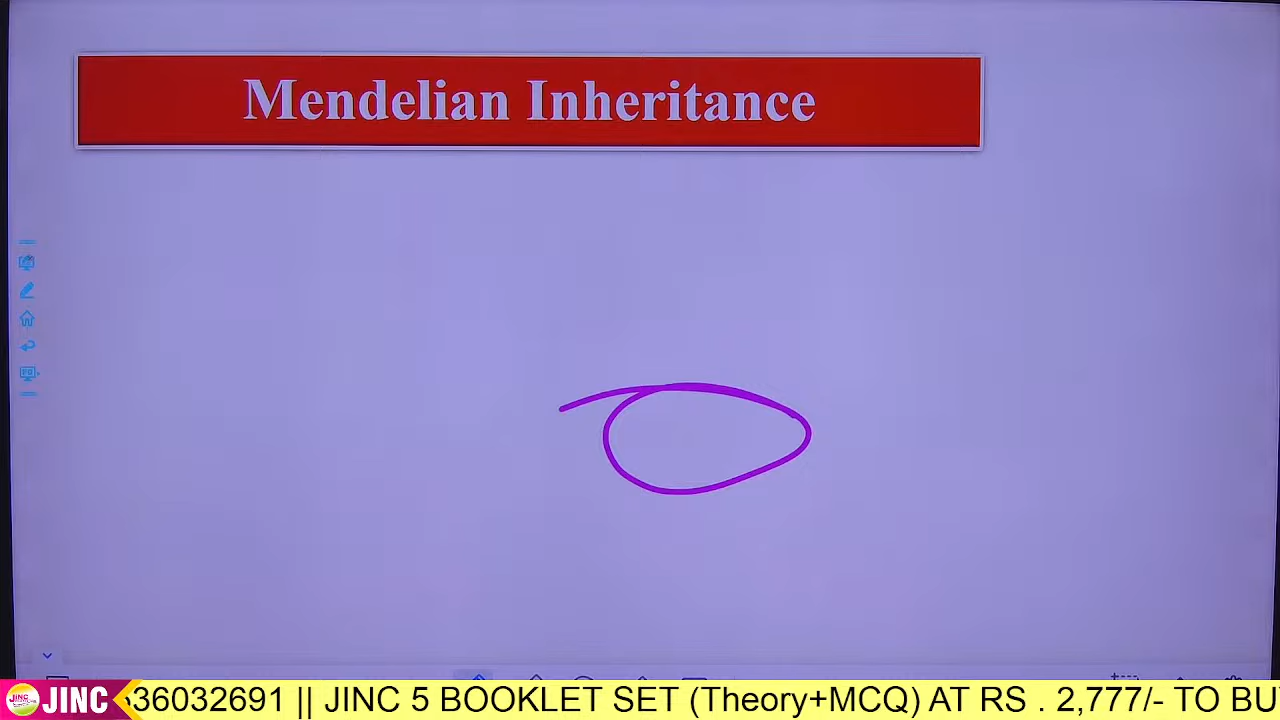 Mendelian Inheritance
JINC 36032691 || JINC 5 BOOKLET SET (Theory+MCQ) AT RS . 2,777/- TO BU